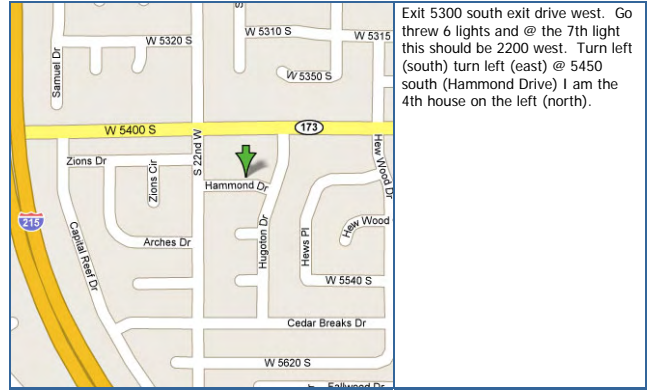 S
W 5310 S
W 5315
W 5320 S
Samuel Dr
W 5350 S
W 5400 S
173
S 22nd W
Hew Wood Dr
Zions Dr
Zions Cir
Hammond Dr
215
Capital Reef Dr
Arches Dr
Hugoton Dr
Hews Pl
Hew Wood
W 5540 S
Cedar Breaks Dr
W 5620 S
Fallwood Dr
Exit 5300 south exit drive west. Go
threw 6 lights and @ the 7th light
this should be 2200 west. Turn left
(south) turn left (east) @ 5450
south (Hammond Drive) I am the
4th house on the left (north).